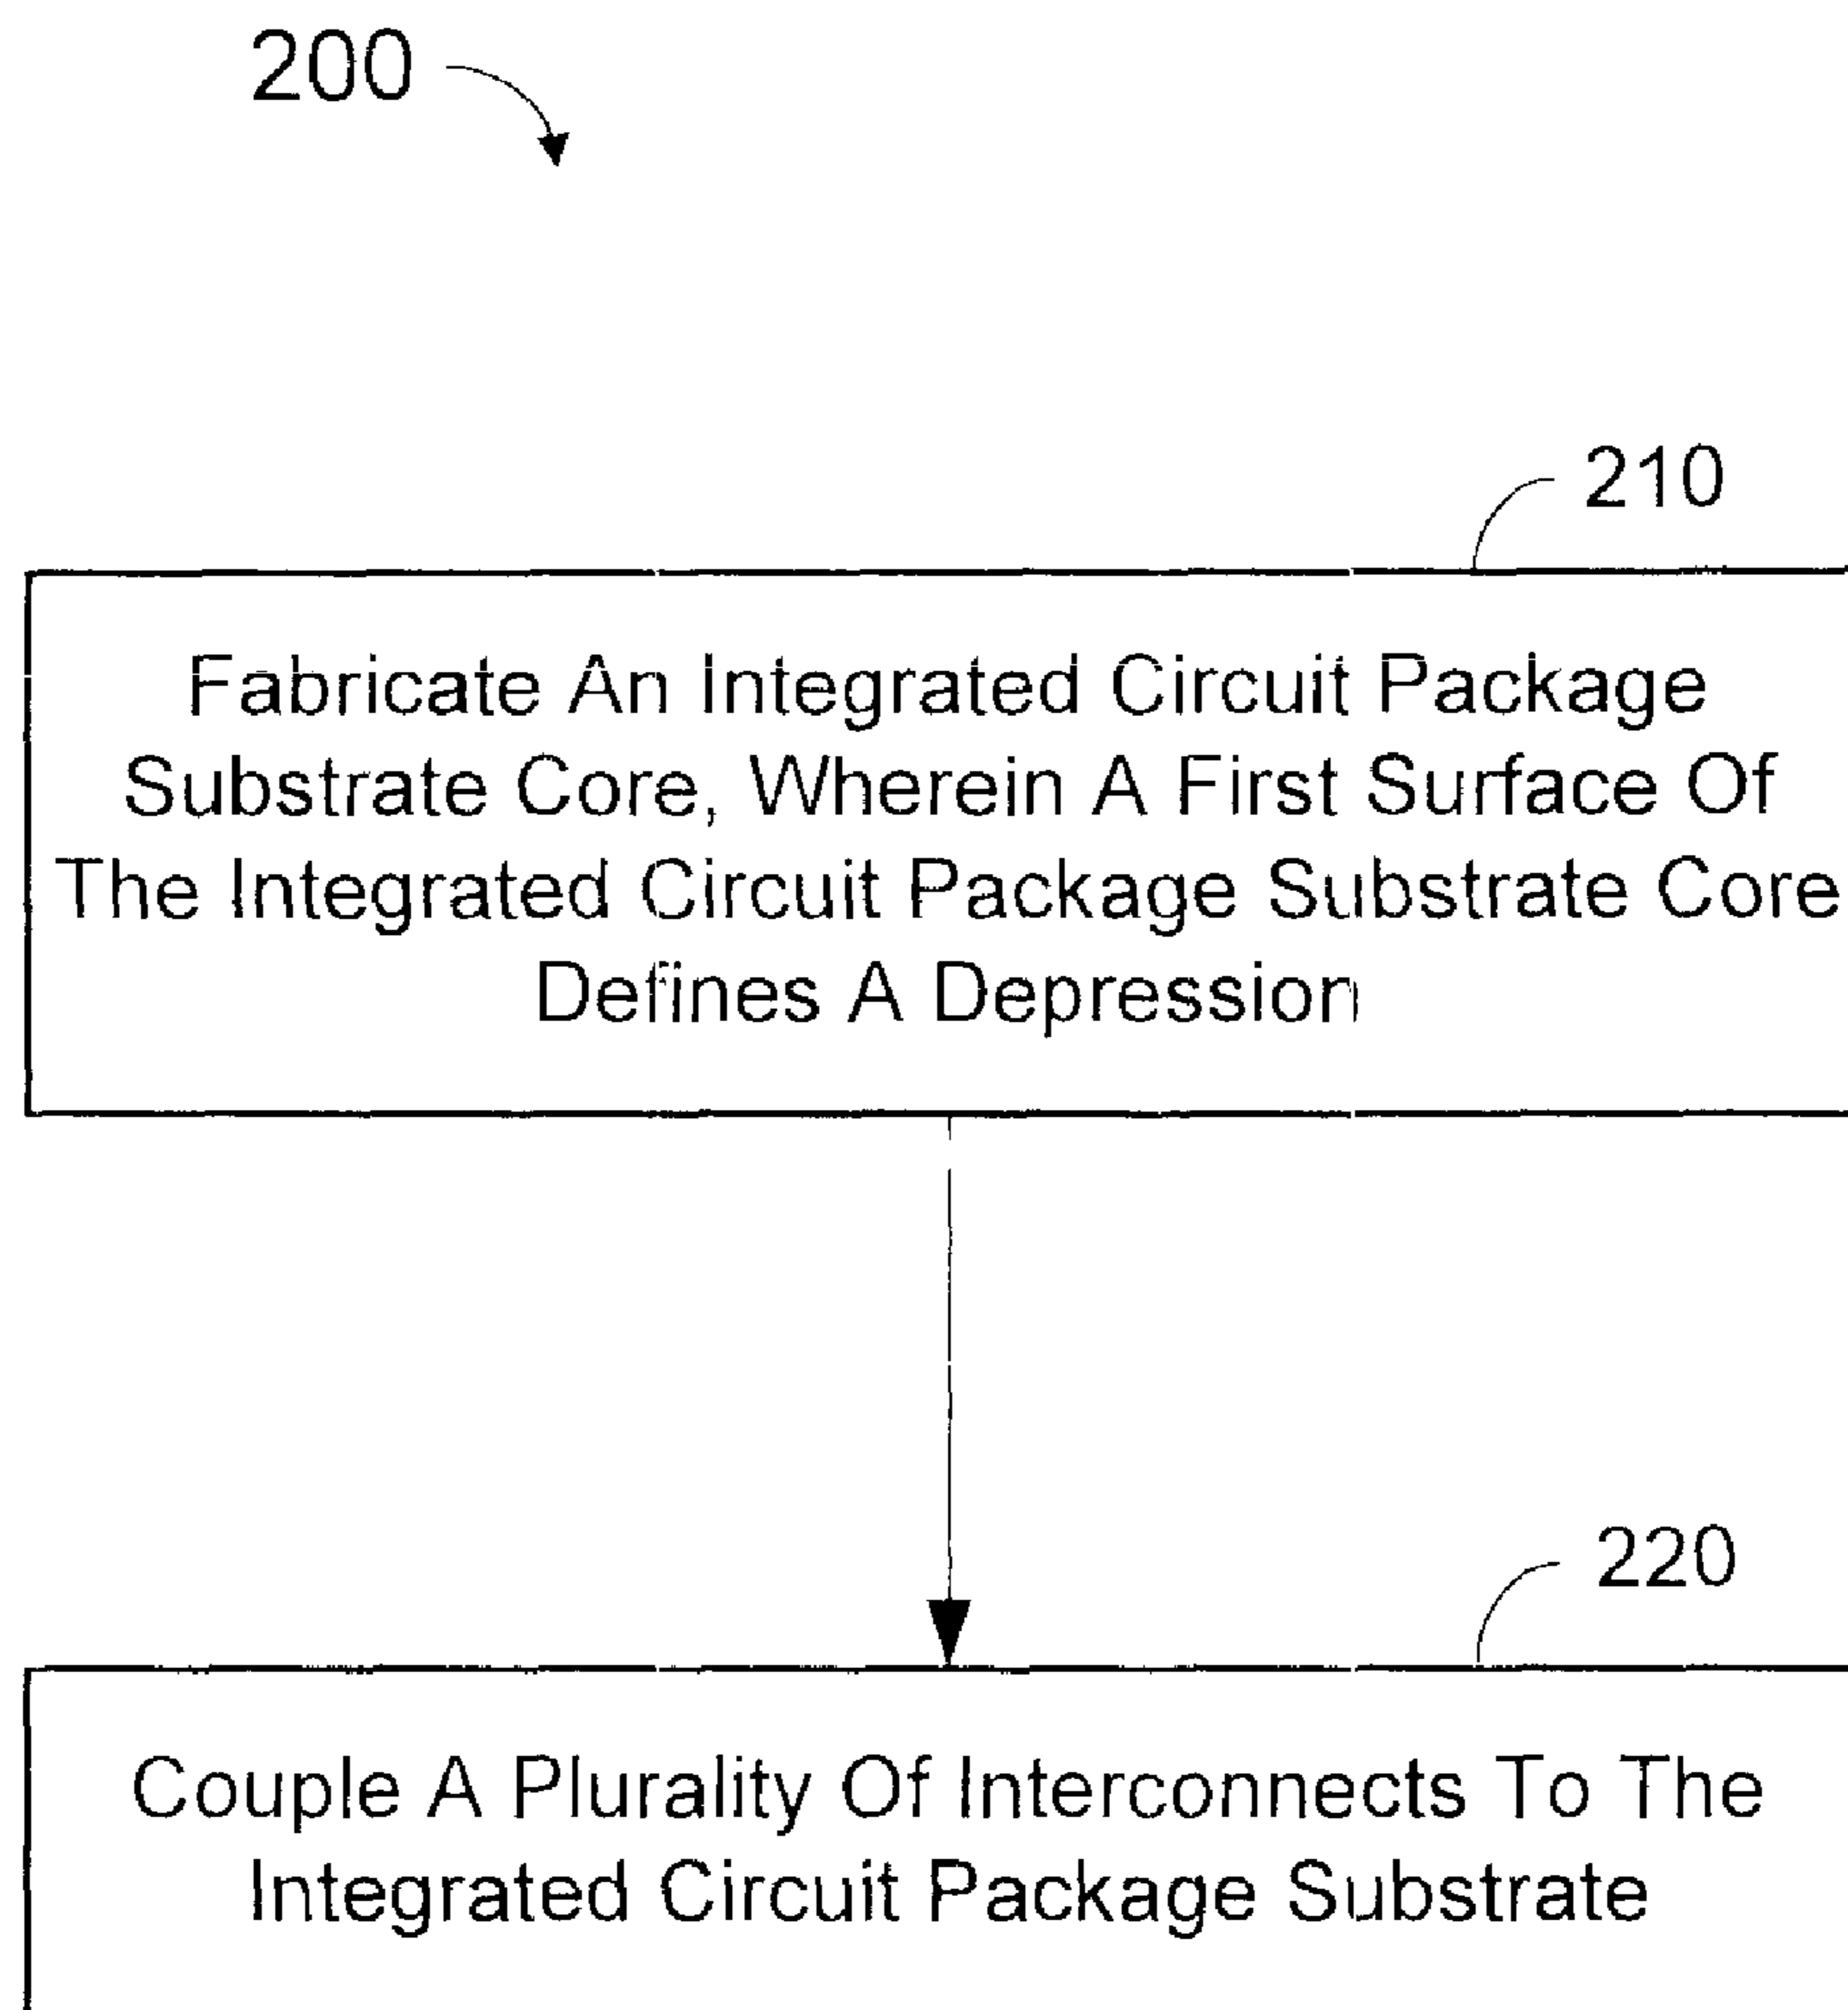 200
210
Fabricate An Integrated Circuit Package
Substrate Core, Wherein A First Surface Of
The Integrated Circuit Package Substrate Core
Defines A Depression
220
Couple A Plurality Of Interconnects To The
Integrated Circuit Package Substrate